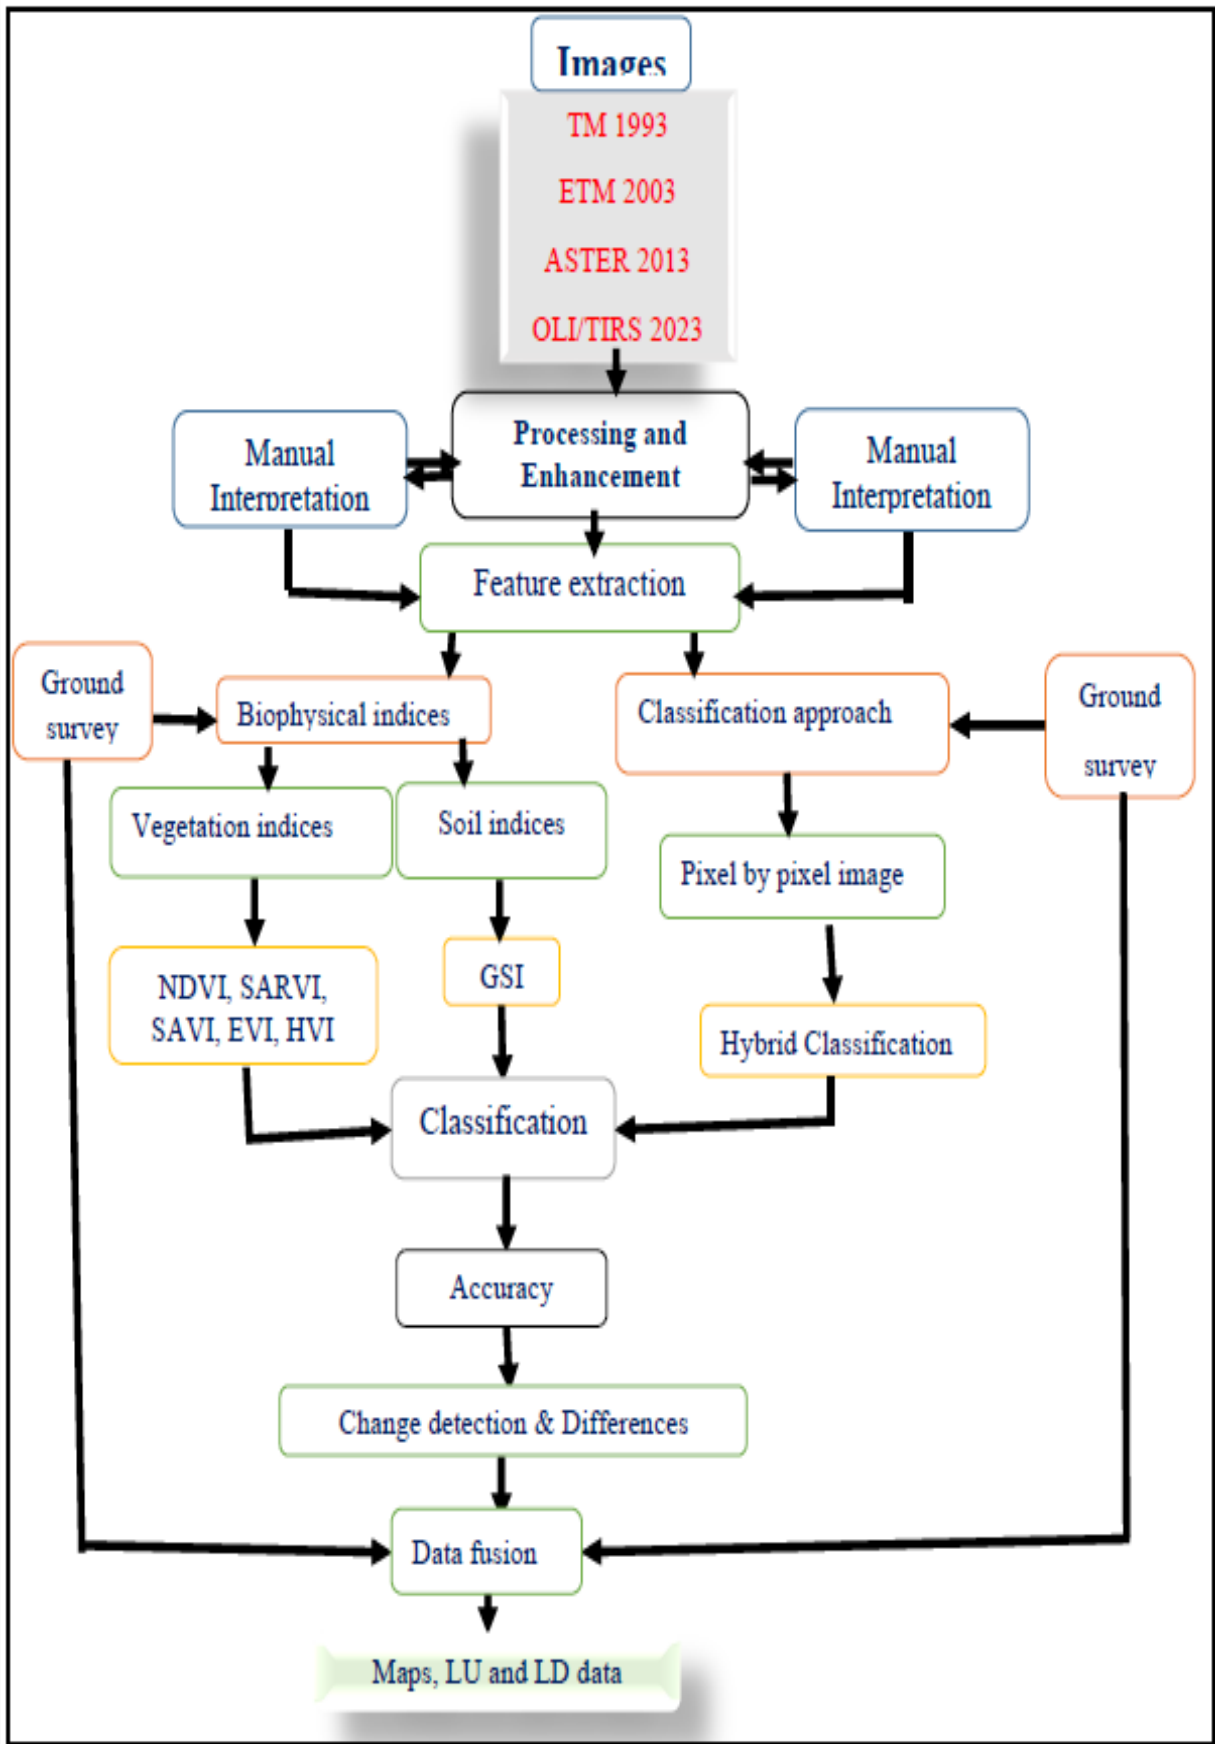 Images
TM 1993
ETM 2003
ASTER 2013
OLI/TIRS 2023
Manual
Interpretation
Processing and
Enhancement
Manual
Interpretation
Feature extraction
Ground
survey
Biophysical indices
Classification approach
Ground
survey
Vegetation indices
Soil indices
Pixel by pixel image
NDVI, SARVI,
SAVI, EVI, HVI
GSI
Hybrid Classification
Classification
Accuracy
Change detection & Differences
Data fusion
Maps, LU and LD data